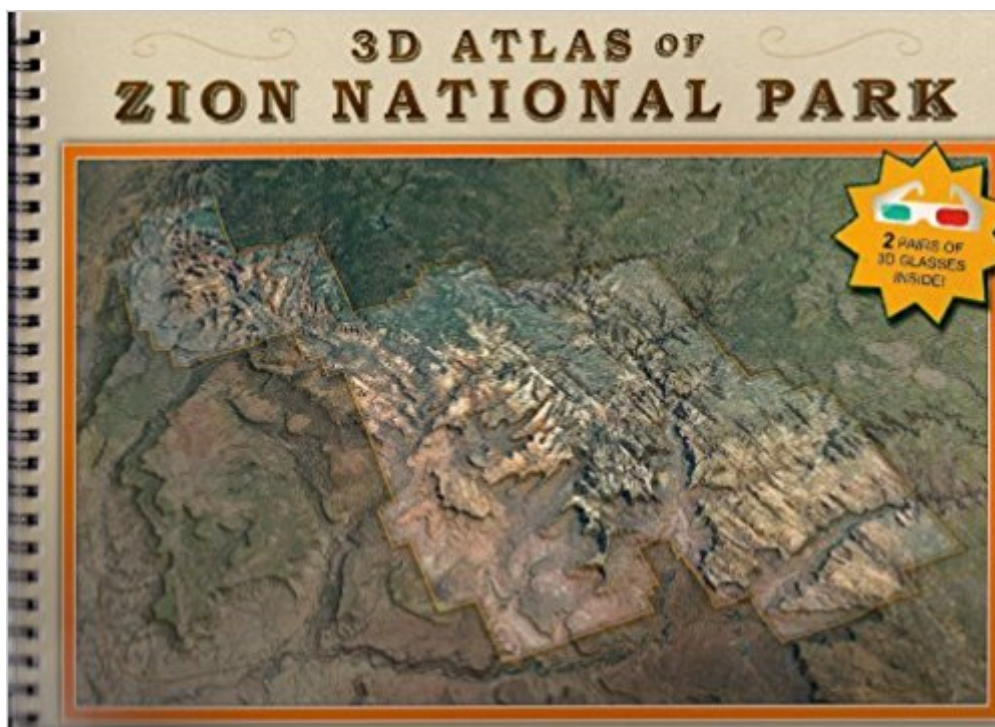 3D ATLAS OF
ZION NATIONAL PARK
2 PAIRS OF
3D GLASSES
INSIDE!